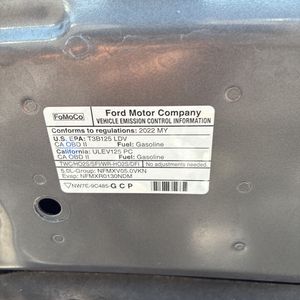 FoMoCo
Ford Motor Company
VEHICLE EMISSION CONTROL INFORMATION
Conforms to regulations: 2022 MY
U.S. EPA: T3B125 LDV
CA OBD II Fuel: Gasoline
California: ULEV125 PC
CA OBD II Fuel: Gasoline
TWC/HO2S/SFI/WR-HO2S/DFI No adjustments needed.
5.0L-Group: NFMXV05.0VKN
Evap: NFMXR0130NDM
NW7E-9C485-GCP